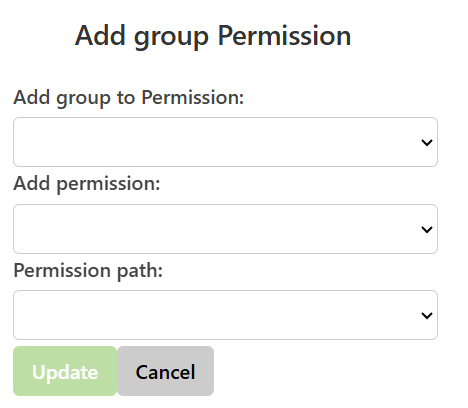 Add group Permission
Add group to Permission:
Add permission:
Permission path:
Update Cancel